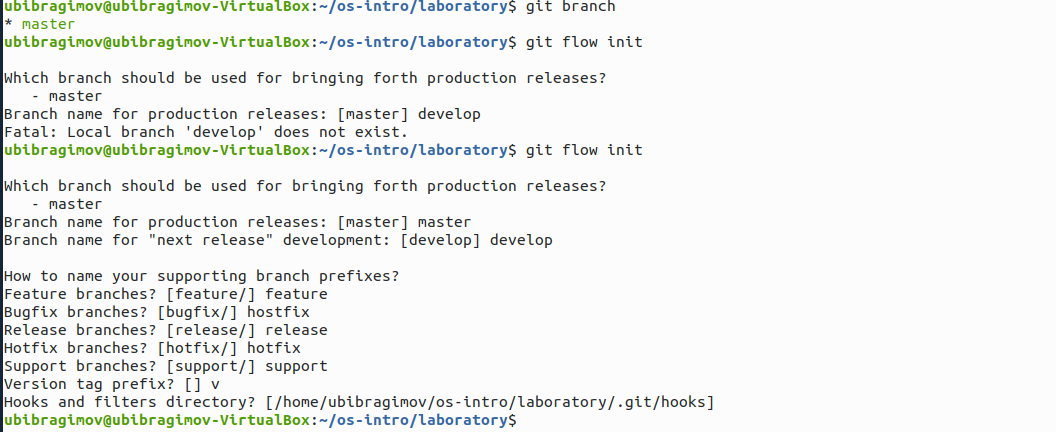 ubibragimov@ubibragimov-VirtualBox:~/os-intro/laboratory$ git branch
* master
ubibragimov@ubibragimov-VirtualBox:~/os-intro/laboratory$ git flow init
Which branch should be used for bringing forth production releases?
- master
Branch name for production releases: [master] develop
Fatal: Local branch 'develop' does not exist.
ubibragimov@ubibragimov-VirtualBox:~/os-intro/laboratory$ git flow init
Which branch should be used for bringing forth production releases?
- master
Branch name for production releases: [master] master
Branch name for "next release" development: [develop] develop
How to name your supporting branch prefixes?
Feature branches? [feature/] feature
Bugfix branches? [bugfix/] hostfix
Release branches? [release/] release
Hotfix branches? [hotfix/] hotfix
Support branches? [support/] support
Version tag prefix? [] v
Hooks and filters directory? [/home/ubibragimov/os-intro/laboratory/.git/hooks]
ubibragimov@ubibragimov-VirtualBox:~/os-intro/laboratory$